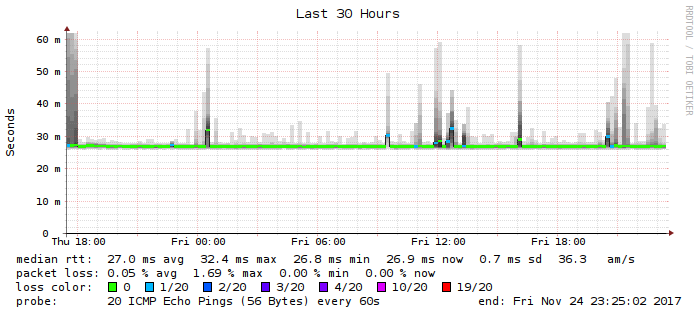 Last 30 Hours
RRDTOOL / TOBI OETIKER
Seconds
60 m
50 m
40 m
30 m
20 m
10 m
0
Thu 18:00 Fri 00:00 Fri 06:00 Fri 12:00 Fri 18:00
median rtt: 27.0 ms avg 32.4 ms max 26.8 ms min 26.9 ms now 0.7 ms sd 36.3 am/s
packet loss: 0.05 % avg 1.69 % max 0.00 % min 0.00 % now
loss color: 0 1/20 2/20 3/20 4/20 10/20 19/20
probe: 20 ICMP Echo Pings (56 Bytes) every 60s end: Fri Nov 24 23:25:02 2017